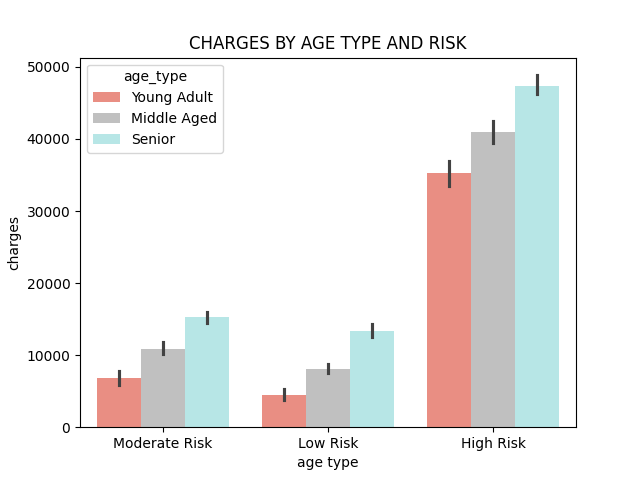 CHARGES BY AGE TYPE AND RISK
age_type
Young Adult
Middle Aged
Senior
50000
40000
30000
20000
10000
0
charges
Moderate Risk
Low Risk
High Risk
age type